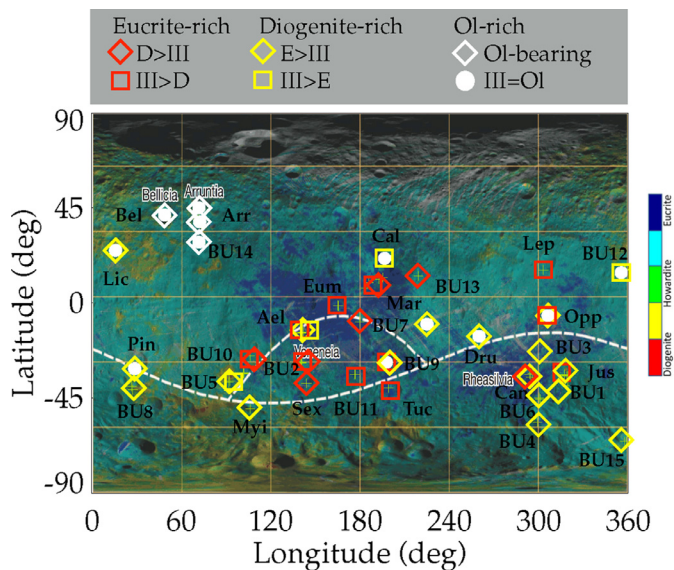 Eucrite-rich Diogenite-rich Ol-rich
D>III E>III Ol-bearing
III>D III>E III=Ol
90
45
0
-45
-90
Latitude (deg)
0 60 120 180 240 300 360
Longitude (deg)
Bellicia Arruntia
Bel Arr
BU14
Lic
Cal Lep BU12
Eum Mar BU13
Ael BU7 Opp
Pin Veneneia BU3
BU10 BU2 BU9 Dru
BU5 Rheasilvia Jus
BU8 Myi Sex BU11 Tuc Can BU1
BU6
BU4
BU15
Eucrite
Howardite
Diogenite